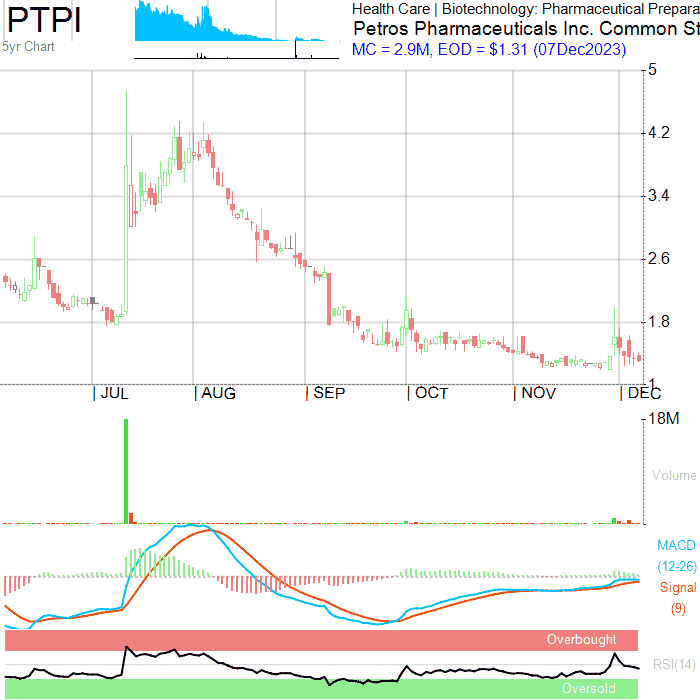 PTPI
5yr Chart
Health Care | Biotechnology: Pharmaceutical Prepara
Petros Pharmaceuticals Inc. Common St
MC = 2.9M, EOD = $1.31 (07Dec2023)
5
4.2
3.4
2.6
1.8
1
JUL AUG SEP OCT NOV DEC
18M
Volume
MACD
(12-26)
Signal
(9)
Overbought
RSI(14)
Oversold